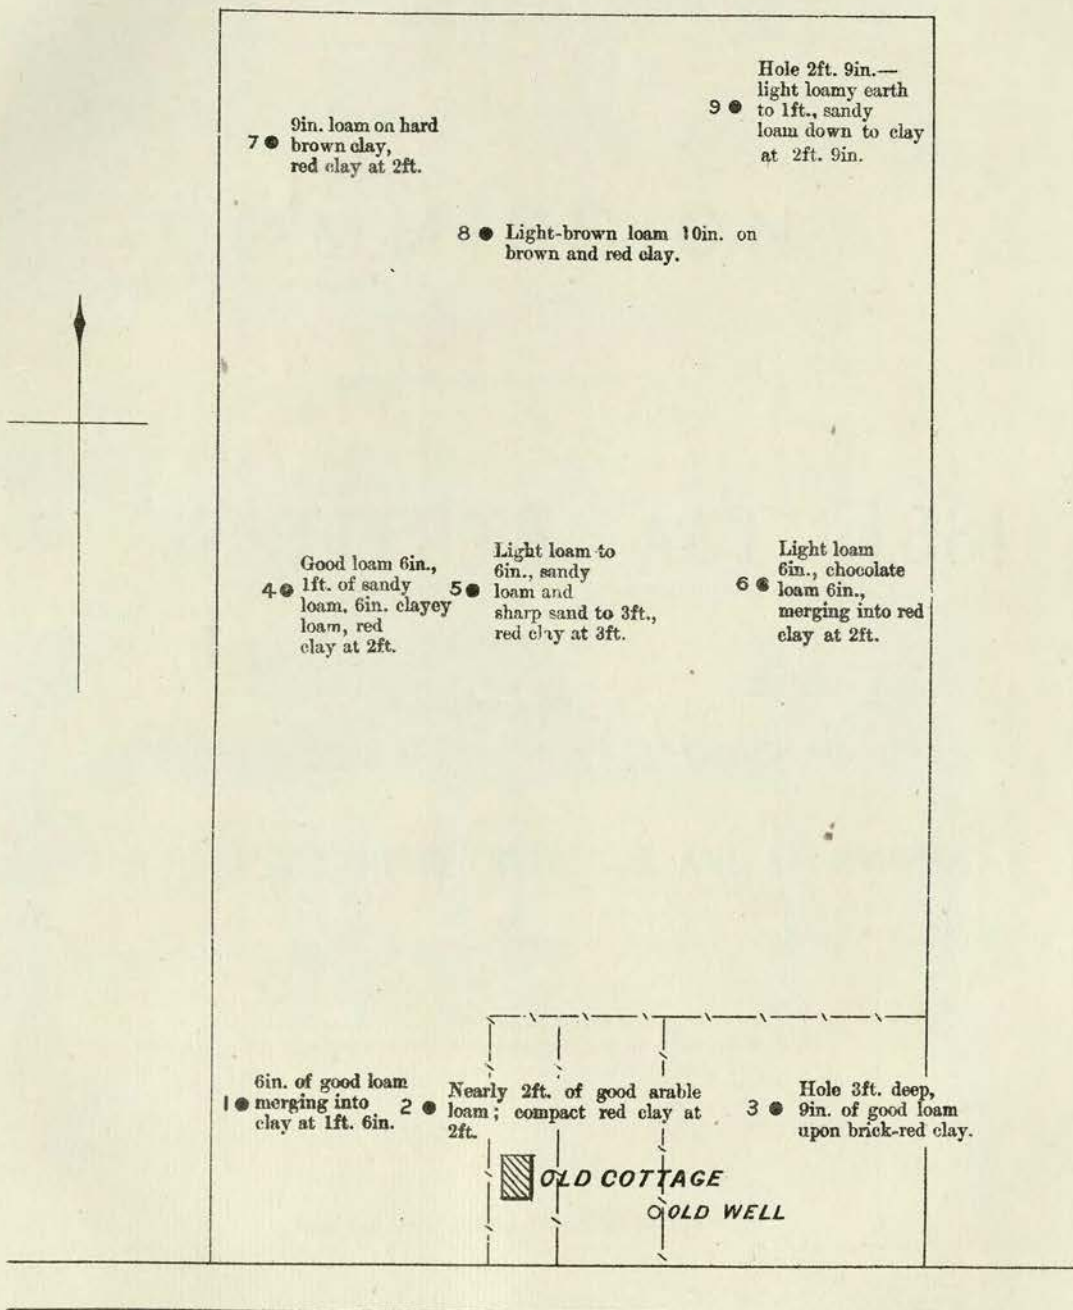 Hole 2ft. 9in.—
light loamy earth
9 to 1ft., sandy
loam down to clay
at 2ft. 9in.
9in. loam on hard
7 brown clay,
red clay at 2ft.
8 Light-brown loam 10in. on
brown and red clay.
Good loam 6in.,
4 1ft. of sandy
loam, 6in. clayey
loam, red
clay at 2ft.
Light loam to
6in., sandy
5 loam and
sharp sand to 3ft.,
red clay at 3ft.
Light loam
6in., chocolate
6 loam 6in.,
merging into red
clay at 2ft.
6in. of good loam
1 merging into
clay at 1ft. 6in.
Nearly 2ft. of good arable
2 loam; compact red clay at
2ft.
Hole 3ft. deep,
3 9in. of good loam
upon brick-red clay.
OLD COTTAGE
OLD WELL